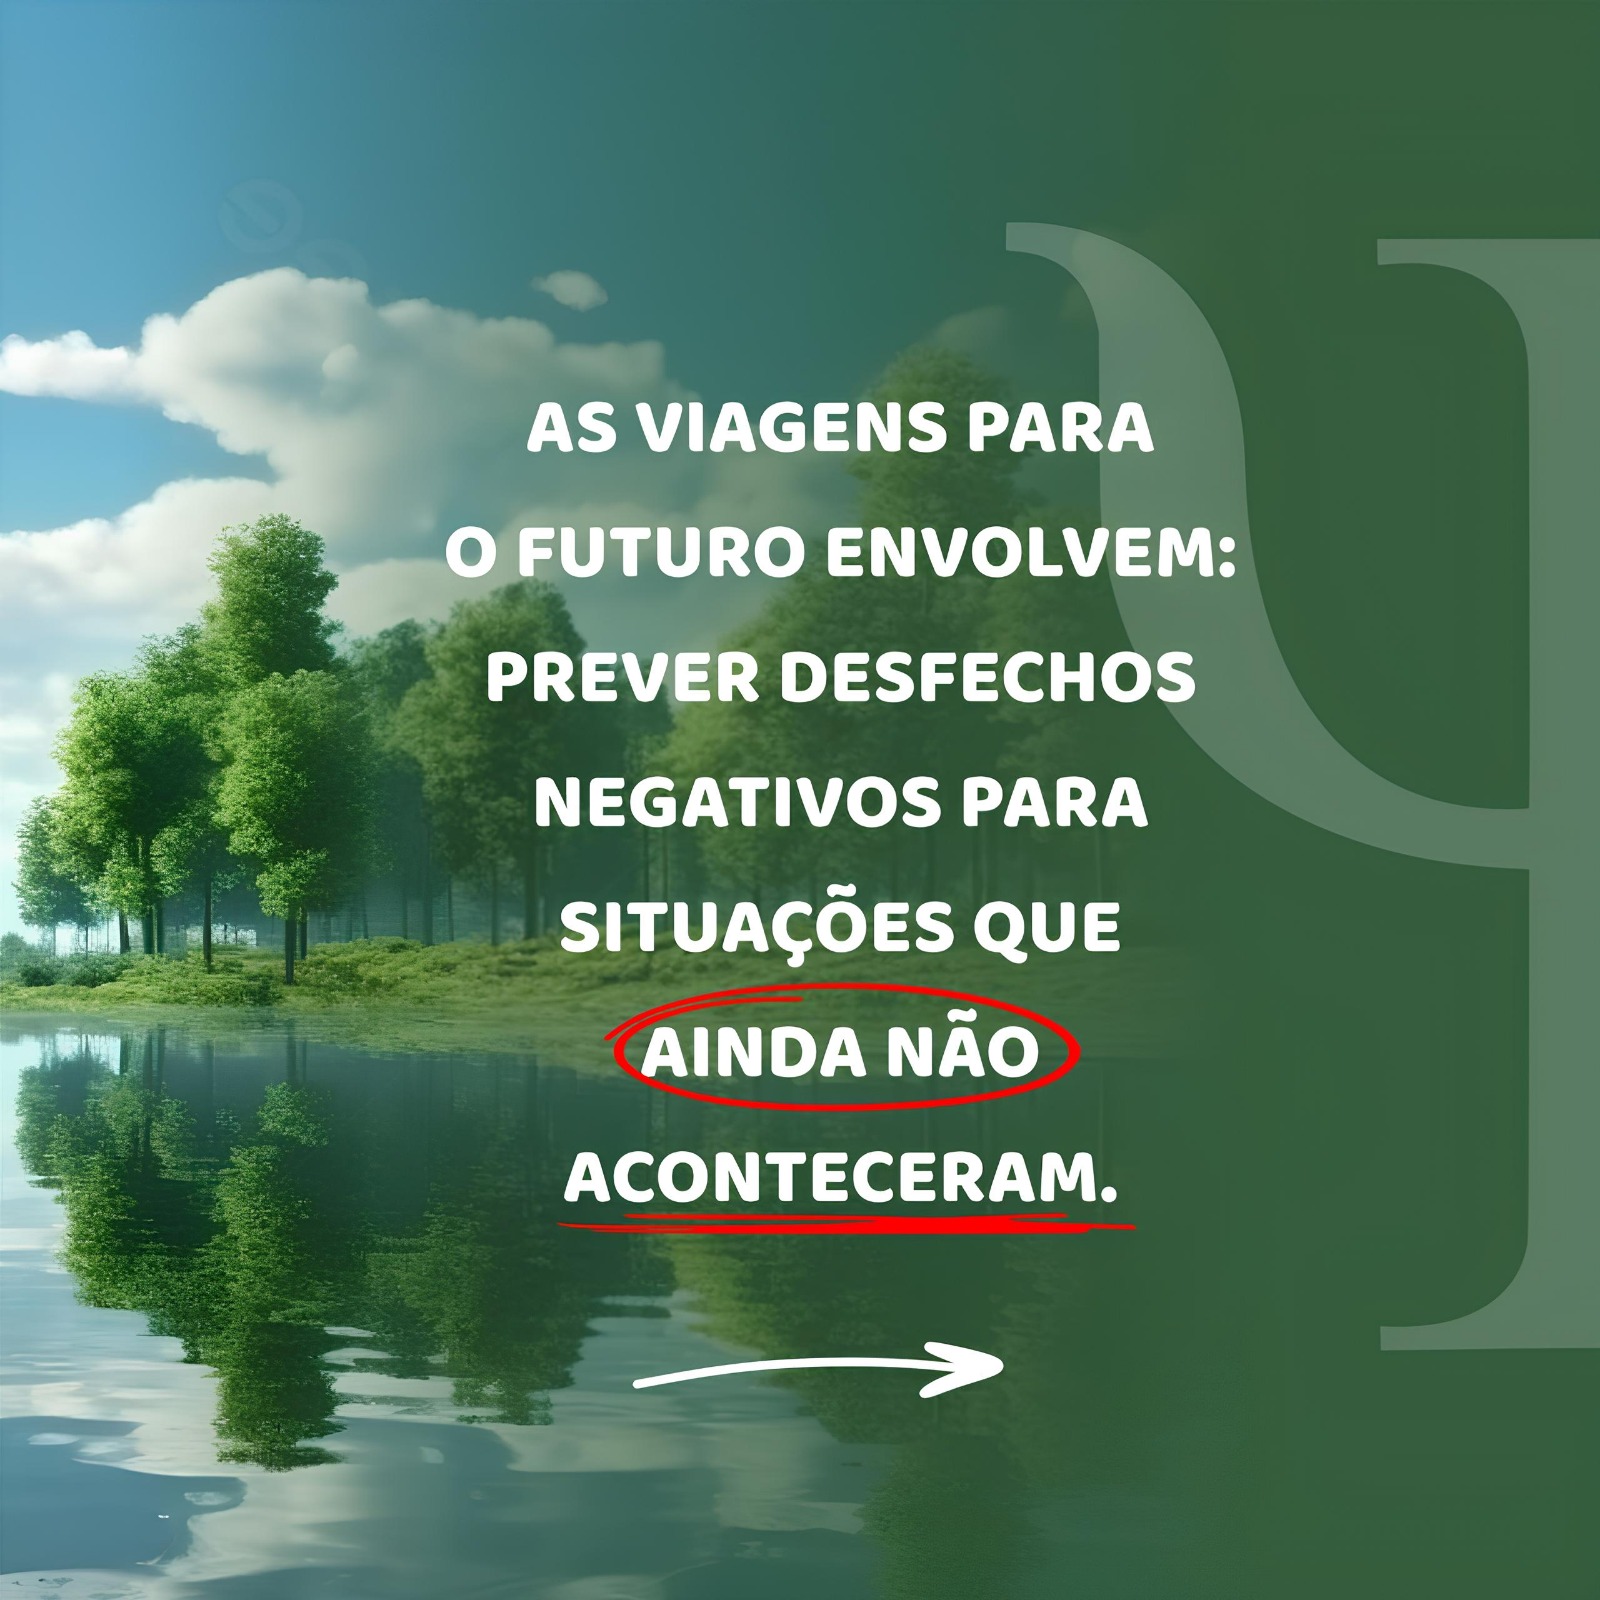 AS VIAGENS PARA
O FUTURO ENVOLVEM:
PREVER DESFECHOS
NEGATIVOS PARA
SITUAÇÕES QUE
AINDA NÃO
ACONTECERAM.